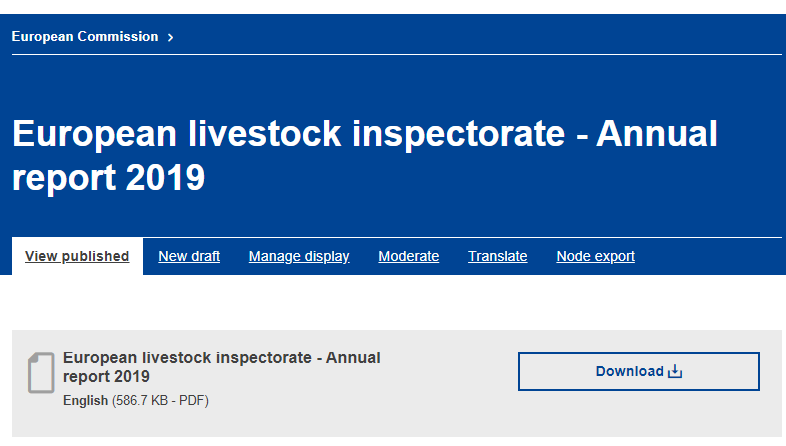 European Commission >
European livestock inspectorate - Annual
report 2019
View published New draft Manage display Moderate Translate Node export
European livestock inspectorate - Annual
report 2019
Download
English (586.7 KB - PDF)